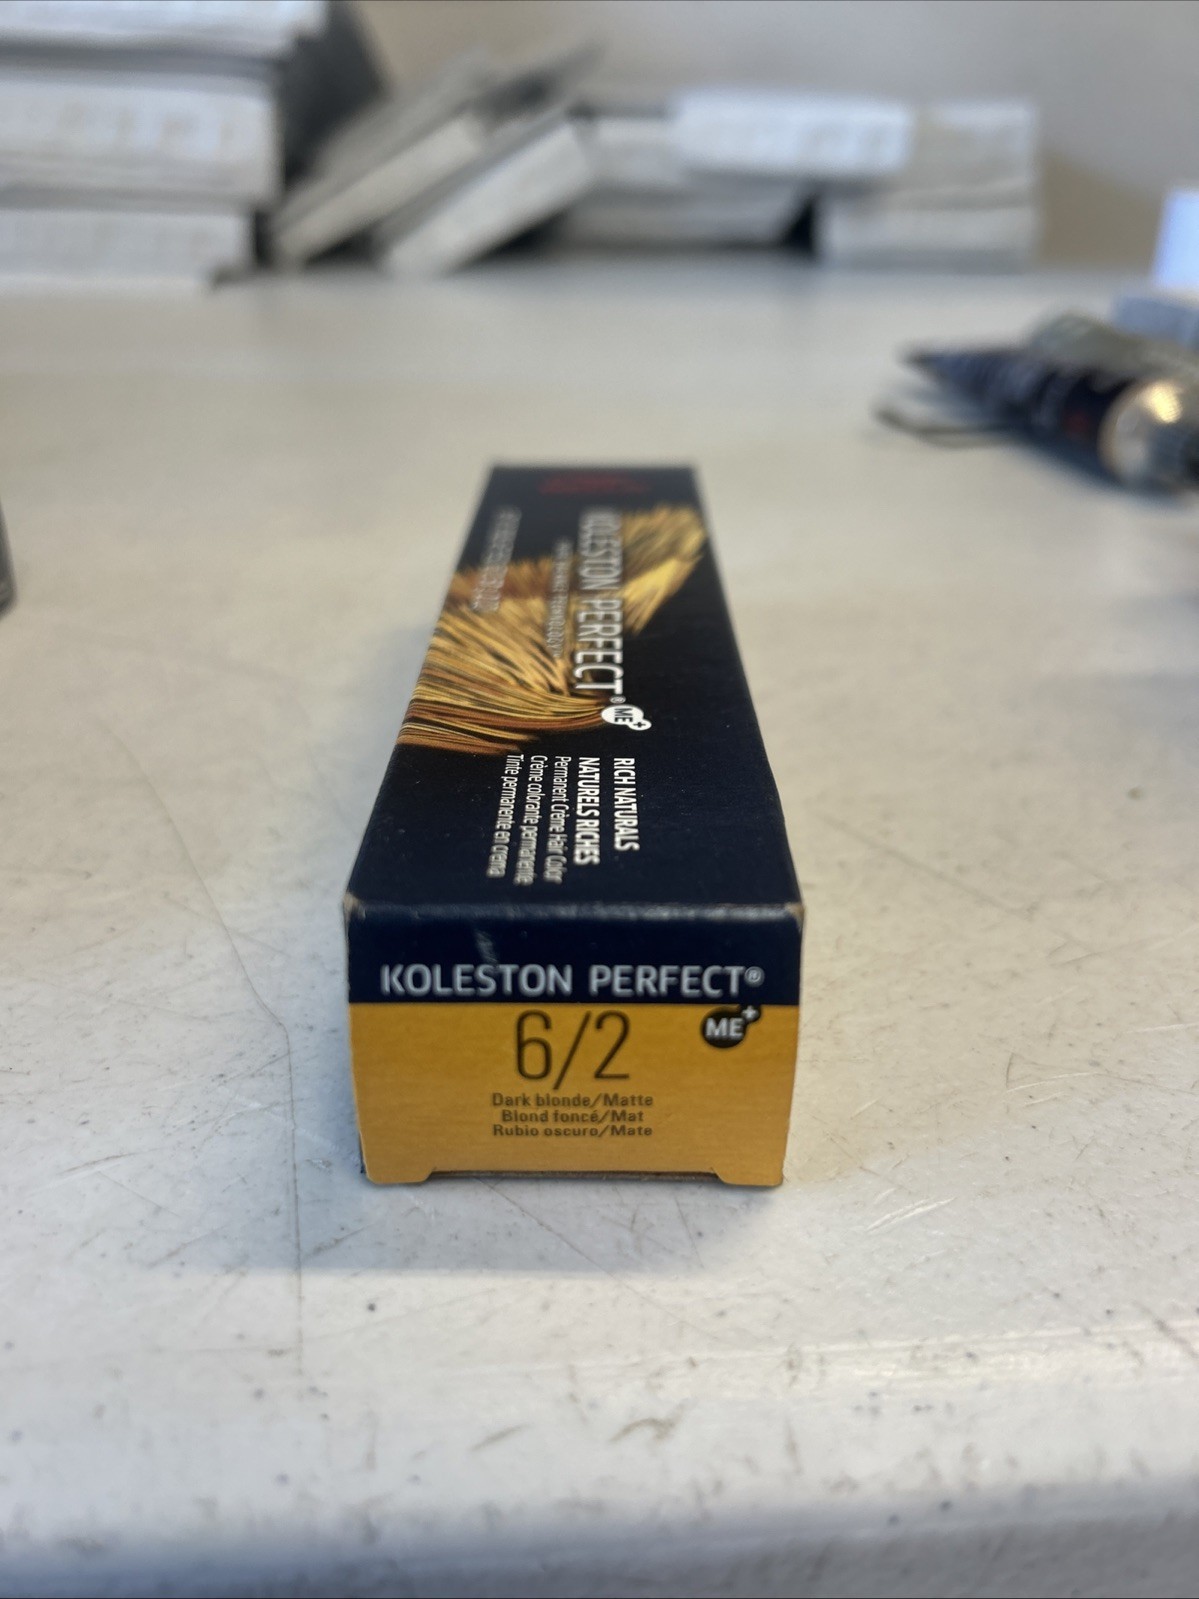 KOLESTON PERFECT®
ME+
RICH NATURALS
NATURELS RICHES
Permanent Crème Hair Color
Crème colorante permanente
Tinte permanente en crema
KOLESTON PERFECT®
6/2
ME+
Dark blonde/Matte
Blond foncé/Mat
Rubio oscuro/Mate